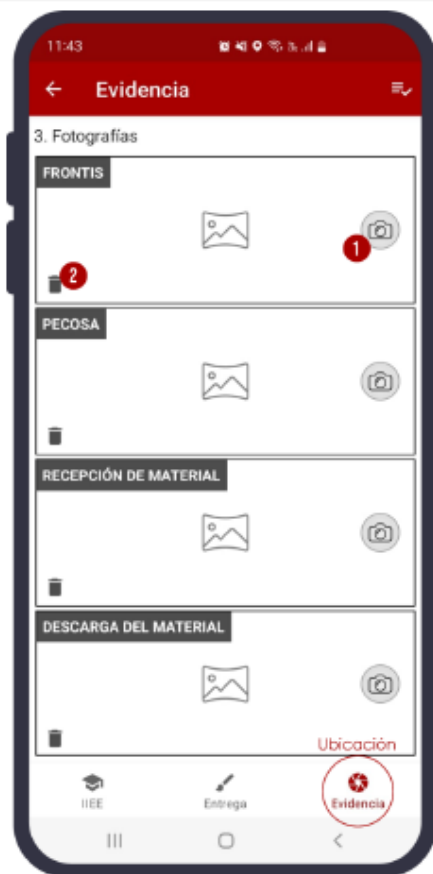 11:43
Evidencia
3. Fotografías
FRONTIS
1
2
PECOSA
RECEPCIÓN DE MATERIAL
DESCARGA DEL MATERIAL
Ubicación
IIEE
Entrega
Evidencia